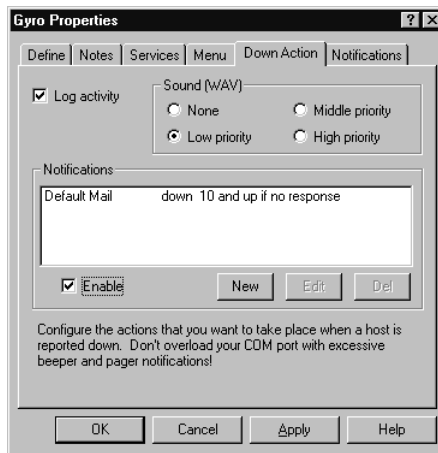 Gyro Properties
Define Notes Services Menu Down Action Notifications
Log activity
Sound (WAV)
None Middle priority
Low priority High priority
Notifications
Default Mail down 10 and up if no response
Enable New Edit Del
Configure the actions that you want to take place when a host is
reported down. Don't overload your COM port with excessive
beeper and pager notifications!
OK Cancel Apply Help